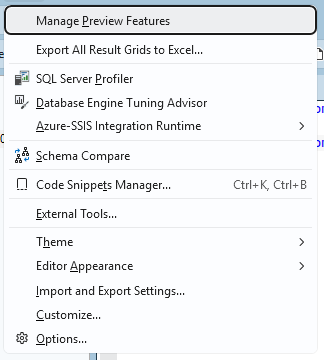 Manage Preview Features
Export All Result Grids to Excel...
SQL Server Profiler
Database Engine Tuning Advisor
Azure-SSIS Integration Runtime
Schema Compare
Code Snippets Manager... Ctrl+K, Ctrl+B
External Tools...
Theme
Editor Appearance
Import and Export Settings...
Customize...
Options...